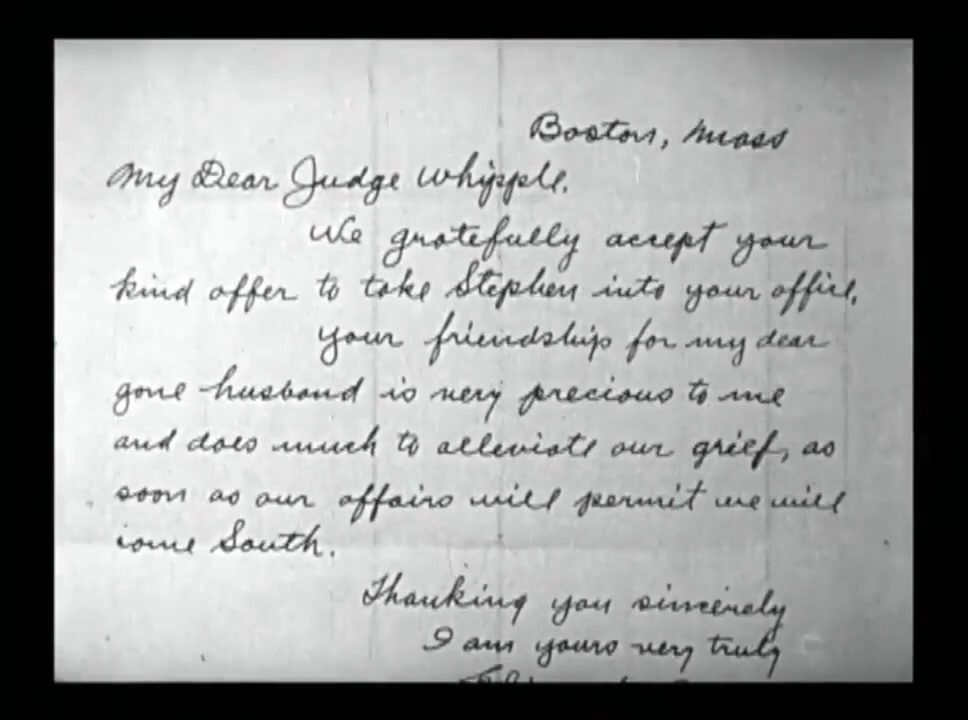 Boston, Mass
My Dear Judge Whipple.
We gratefully accept your
kind offer to take Stephen into your office.
Your friendship for my dear
gone husband is very precious to me
and does much to alleviate our grief, as
soon as our affairs will permit we will
come South.
Thanking you sincerely
I am yours very truly